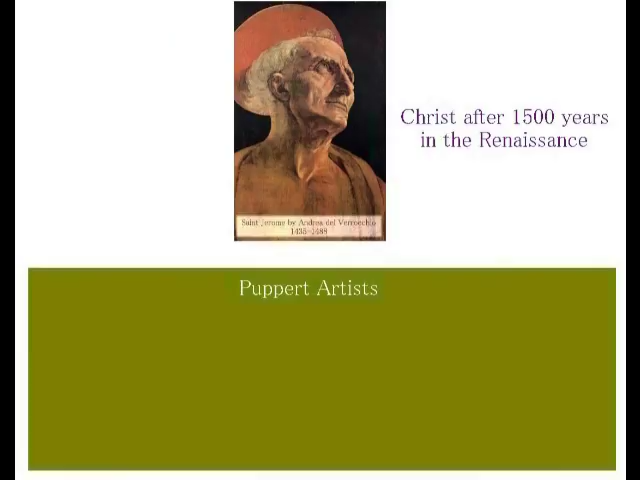 Christ after 1500 years
in the Renaissance
Saint Jerome by Andrea del Verrocchio
1435-1488
Puppert Artists